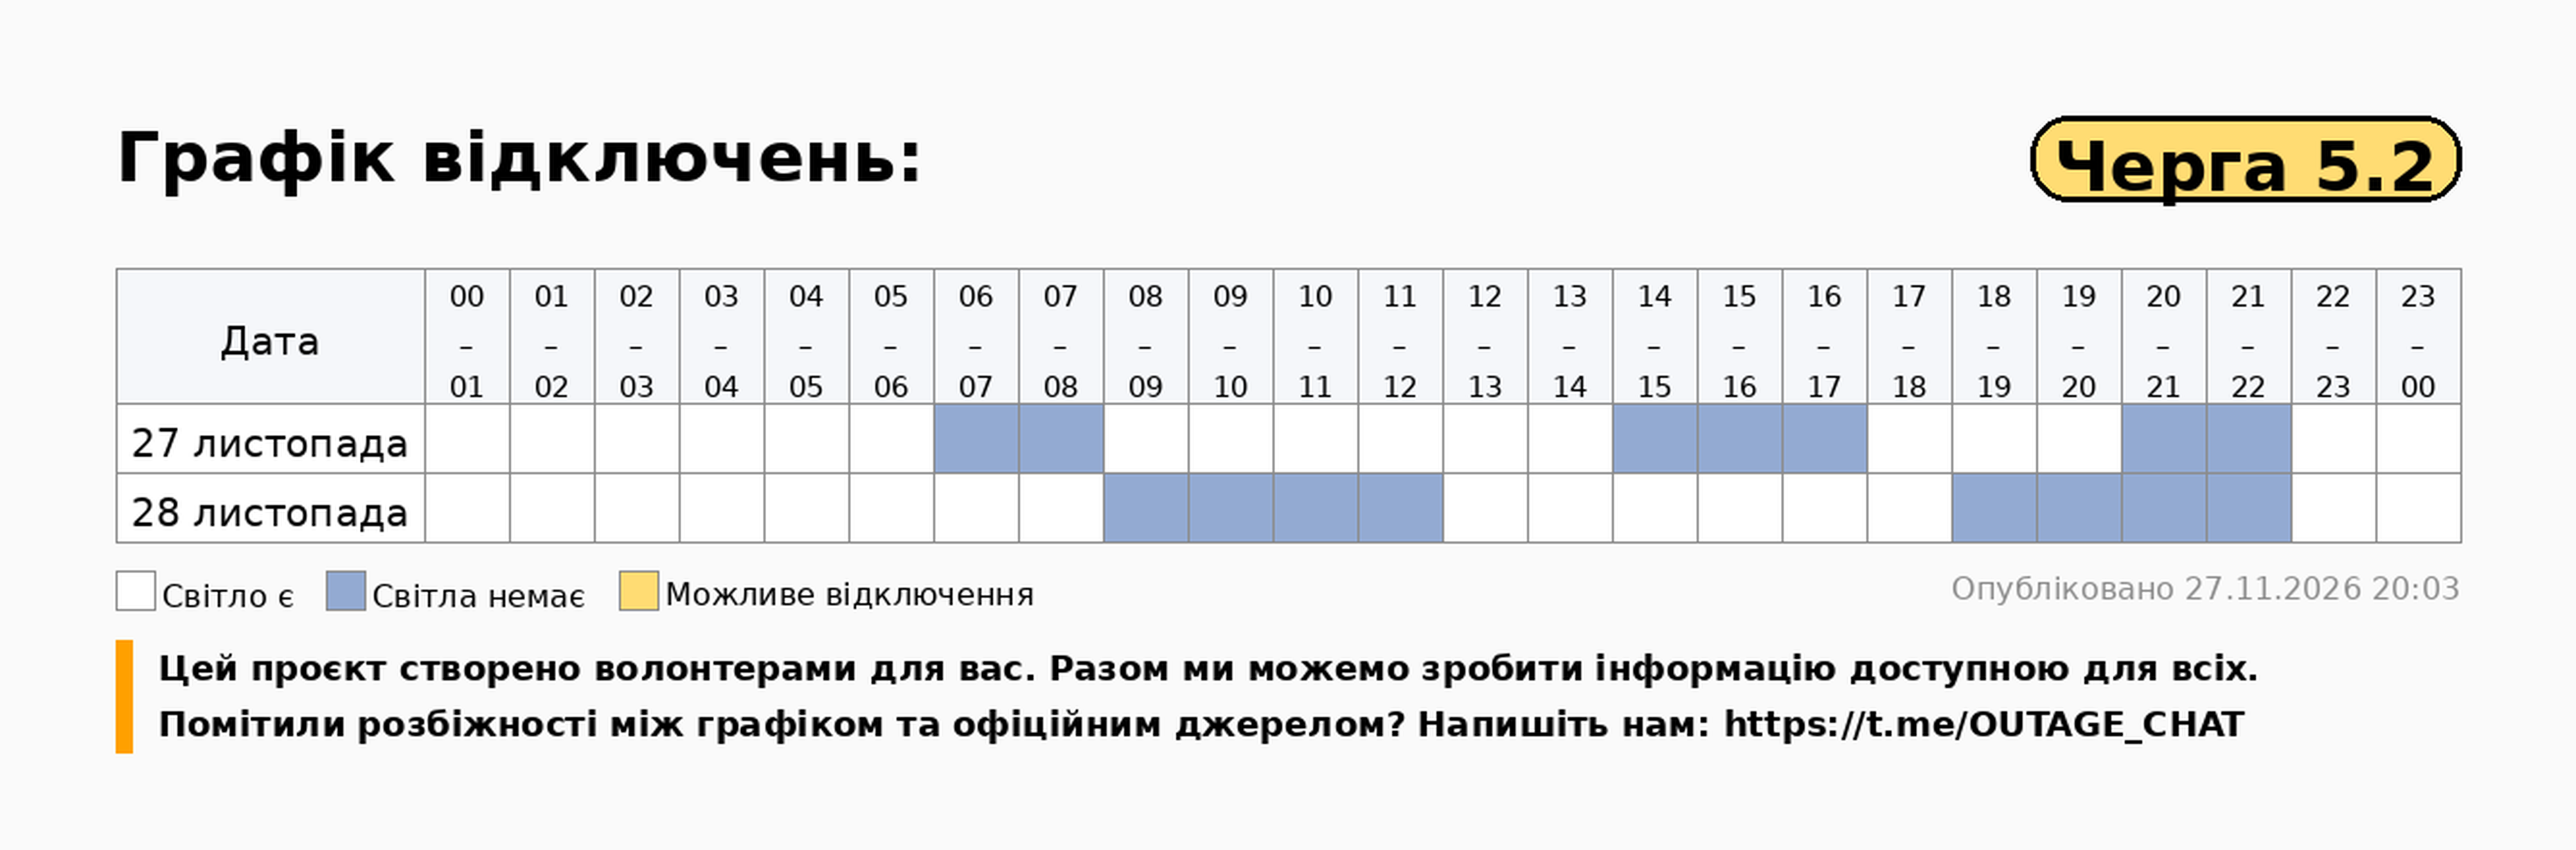 Графік відключень:
Черга 5.2
Дата 00 – 01 01 – 02 02 – 03 03 – 04 04 – 05 05 – 06 06 – 07 07 – 08 08 – 09 09 – 10 10 – 11 11 – 12 12 – 13 13 – 14 14 – 15 15 – 16 16 – 17 17 – 18 18 – 19 19 – 20 20 – 21 21 – 22 22 – 23 23 – 00
27 листопада
28 листопада
Світло є Світла немає Можливе відключення
Опубліковано 27.11.2026 20:03
Цей проєкт створено волонтерами для вас. Разом ми можемо зробити інформацію доступною для всіх.
Помітили розбіжності між графіком та офіційним джерелом? Напишіть нам: https://t.me/OUTAGE_CHAT